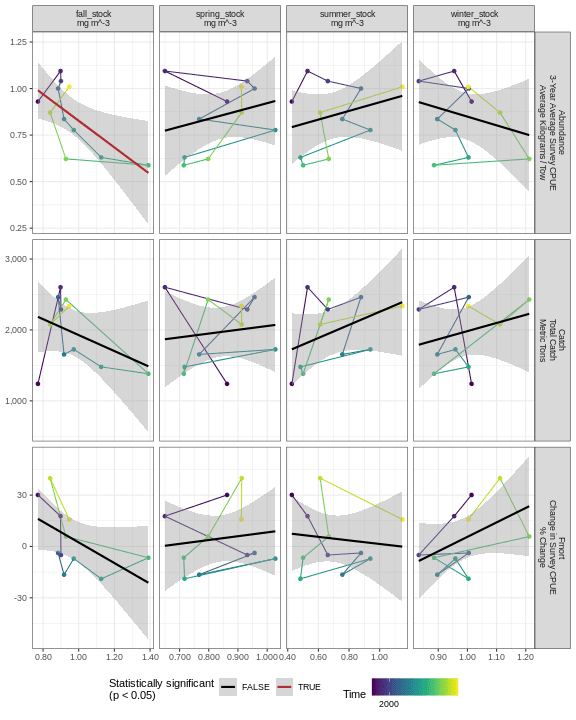 fall_stock
mg m^-3
spring_stock
mg m^-3
summer_stock
mg m^-3
winter_stock
mg m^-3
1.25
1.00
0.75
0.50
0.25
Abundance
3-Year Average Survey CPUE
Average Kilograms / Tow
3,000
2,000
1,000
Catch
Total Catch
Metric Tons
30
0
-30
Fmort
Change in Survey CPUE
% Change
0.80 1.00 1.20 1.40
0.700 0.800 0.900 1.000
0.40 0.60 0.80 1.00
0.90 1.00 1.10 1.20
Statistically significant
(p < 0.05)
FALSE
TRUE
Time
2000